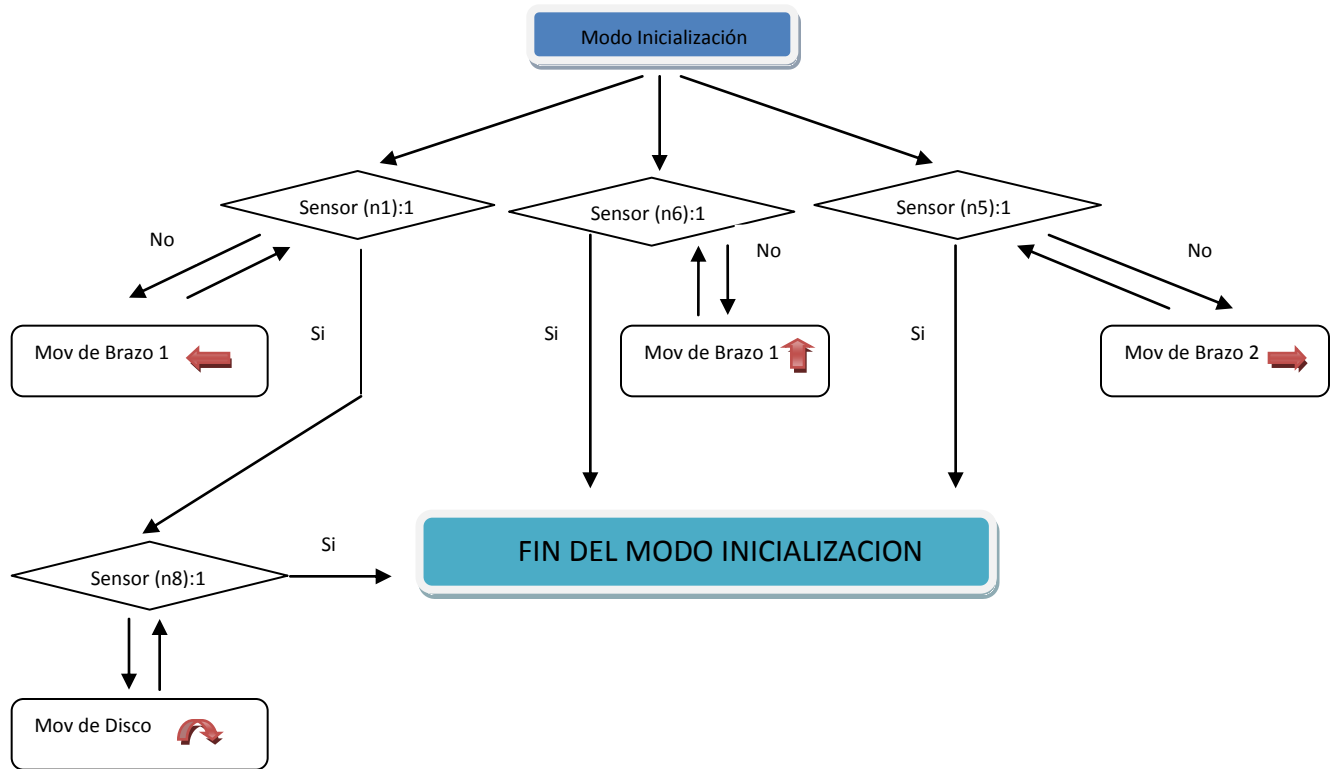 Modo Inicialización
Sensor (n1):1
Sensor (n6):1
Sensor (n5):1
No
No
No
Mov de Brazo 1
Si
Si
Mov de Brazo 1
Si
Mov de Brazo 2
Si
FIN DEL MODO INICIALIZACION
Sensor (n8):1
Mov de Disco